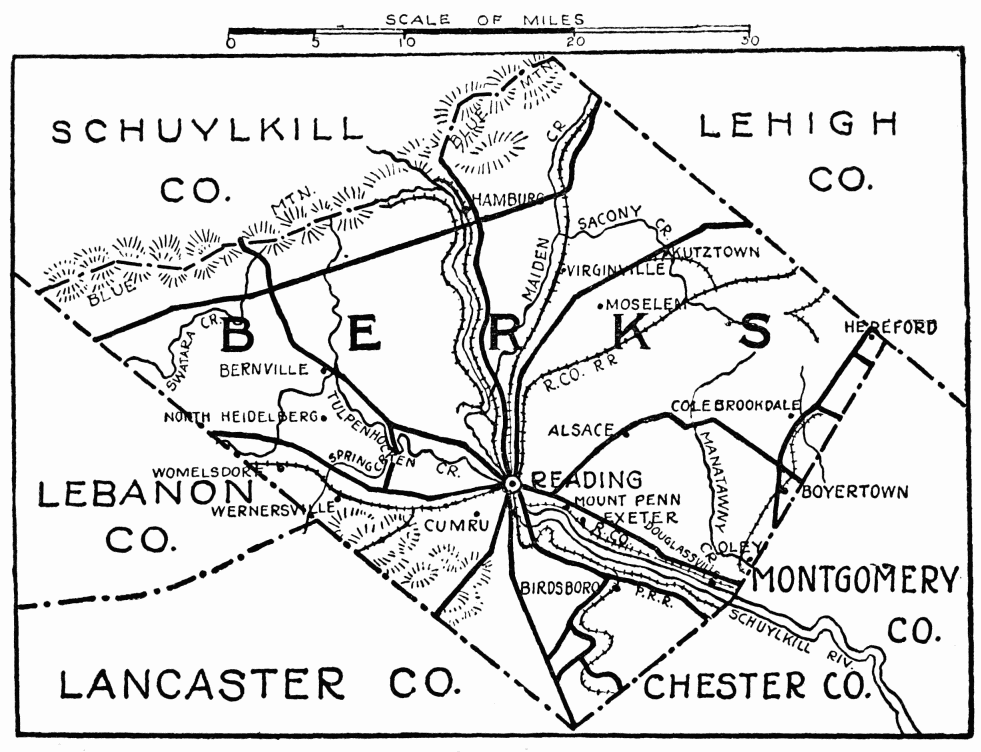 SCALE OF MILES
0 5 10 20 30
BLUE MTN.
SCHUYLKILL
CO.
LEHIGH
CO.
CR.
MTN.
HAMBURG
SACONY CR.
KUTZTOWN
MAIDEN
VIRGINVILLE
BLUE
MOSELEM
BERKS
HEREFORD
SWATARA CR.
BERNVILLE
R.CO. R R
NORTH HEIDELBERG
TULPENHOCKEN CR.
COLEBROOKDALE
ALSACE
MANATAWNY CR.
SPRING CR
WOMELSDORF
READING
LEBANON
CO.
BOYERTOWN
WERNERSVILLE
CUMRU
MOUNT PENN
EXETER
R.CO.
DOUGLASSVILLE
OLEY
BIRDSBORO
P.R.R.
MONTGOMERY
CO.
SCHUYLKILL RIV.
LANCASTER CO.
CHESTER CO.